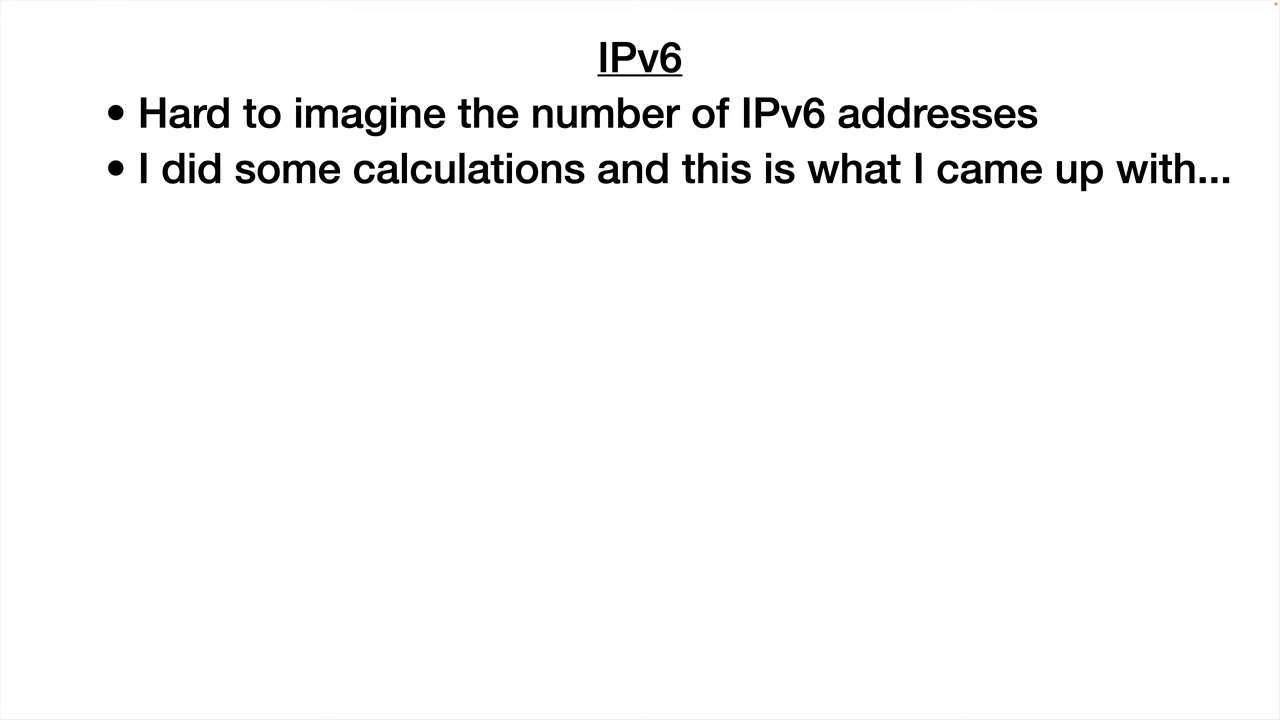 IPv6
• Hard to imagine the number of IPv6 addresses
• I did some calculations and this is what I came up with...